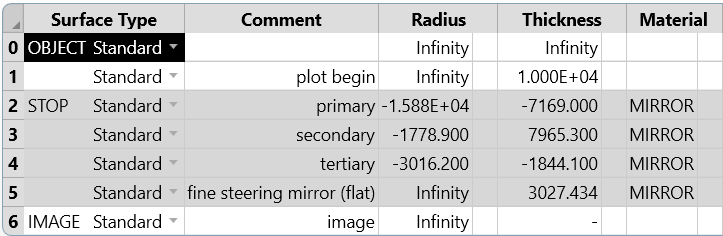 Surface Type Comment Radius Thickness Material
0 OBJECT Standard Infinity Infinity
1 Standard plot begin Infinity 1.000E+04
2 STOP Standard primary -1.588E+04 -7169.000 MIRROR
3 Standard secondary -1778.900 7965.300 MIRROR
4 Standard tertiary -3016.200 -1844.100 MIRROR
5 Standard fine steering mirror (flat) Infinity 3027.434 MIRROR
6 IMAGE Standard image Infinity -